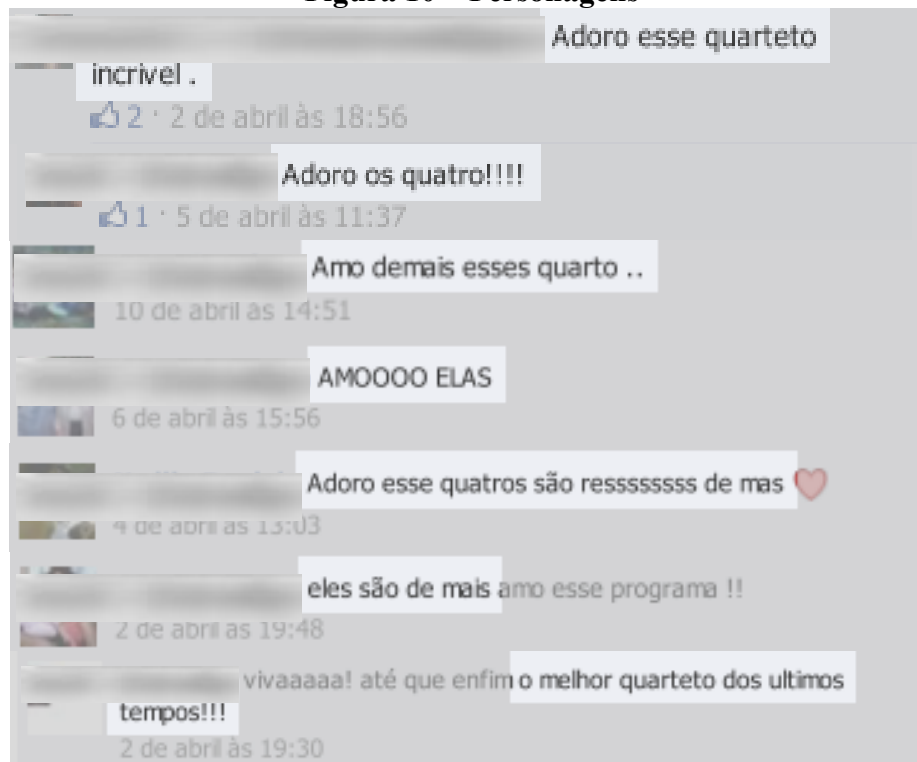 Figura 10 – Personagens
Adoro esse quarteto
incrivel .
2 · 2 de abril às 18:56
Adoro os quatro!!!!
1 · 5 de abril às 11:37
Amo demais esses quarto ..
10 de abril às 14:51
AMOOOO ELAS
6 de abril às 15:56
Adoro esse quatros são resssssssss de mas
4 de abril às 13:03
eles são de mais amo esse programa !!
2 de abril às 19:48
vivaaaaa! até que enfim o melhor quarteto dos ultimos
tempos!!!
2 de abril às 19:30